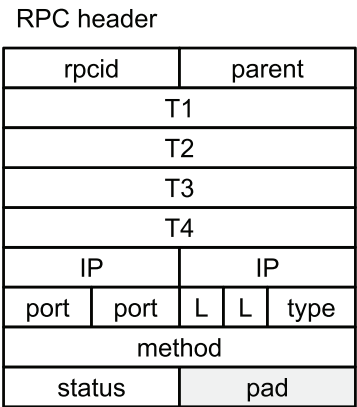 RPC header
rpcid parent
T1
T2
T3
T4
IP IP
port port L L type
method
status pad